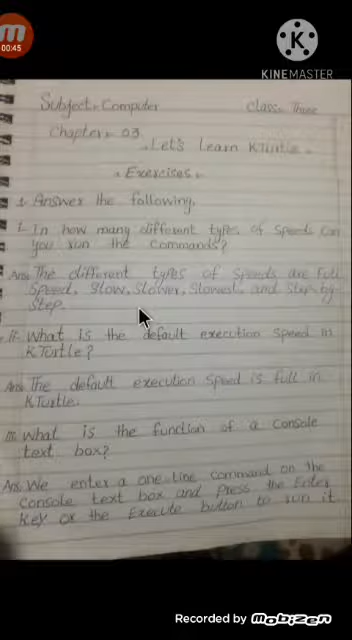 00:45
KINEMASTER
Subject:- Computer Class:- Three
Chapter:- 03
Let's Learn KTurtle.
Exercises:-
1. Answer the following.
i. In how many different types of speeds can
you run the commands?
Ans: The different types of speeds are Full
Speed, Slow, Slower, Slowest and Step-by-
Step.
ii. What is the default execution speed in
KTurtle?
Ans: The default execution speed is full in
KTurtle.
iii. What is the function of a console
text box?
Ans: We enter a one-line command on the
Console text box and press the Enter
Key or the Execute button to run it.
Recorded by Mobizen